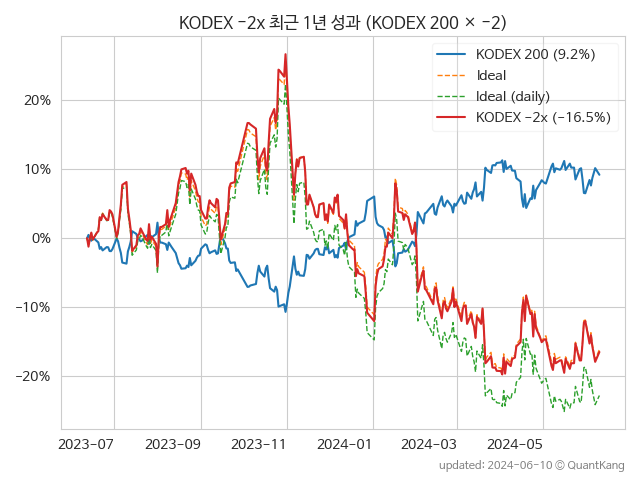 KODEX -2x 최근 1년 성과 (KODEX 200 × -2)
KODEX 200 (9.2%)
Ideal
Ideal (daily)
KODEX -2x (-16.5%)
20%
10%
0%
-10%
-20%
2023-07 2023-09 2023-11 2024-01 2024-03 2024-05
updated: 2024-06-10 © QuantKang